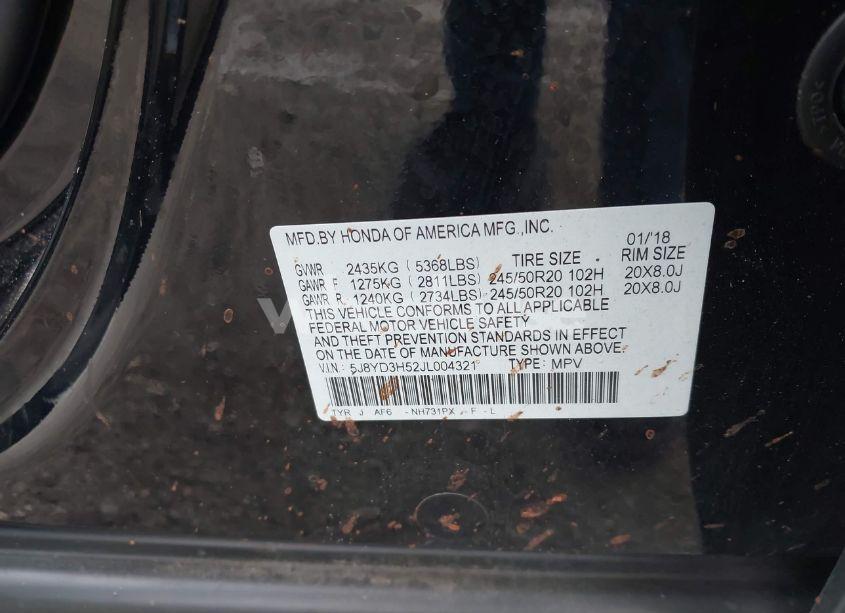 MFD.BY HONDA OF AMERICA MFG.,INC. 01/'18
TIRE SIZE RIM SIZE
GVWR 2435KG ( 5368LBS)
GAWR F 1275KG ( 2811LBS) 245/50R20 102H 20X8.0J
GAWR R 1240KG ( 2734LBS) 245/50R20 102H 20X8.0J
THIS VEHICLE CONFORMS TO ALL APPLICABLE
FEDERAL MOTOR VEHICLE SAFETY
AND THEFT PREVENTION STANDARDS IN EFFECT
ON THE DATE OF MANUFACTURE SHOWN ABOVE.
V.I.N: 5J8YD3H52JL004321 TYPE: MPV
TYR J AF6 - NH731PX - F - L